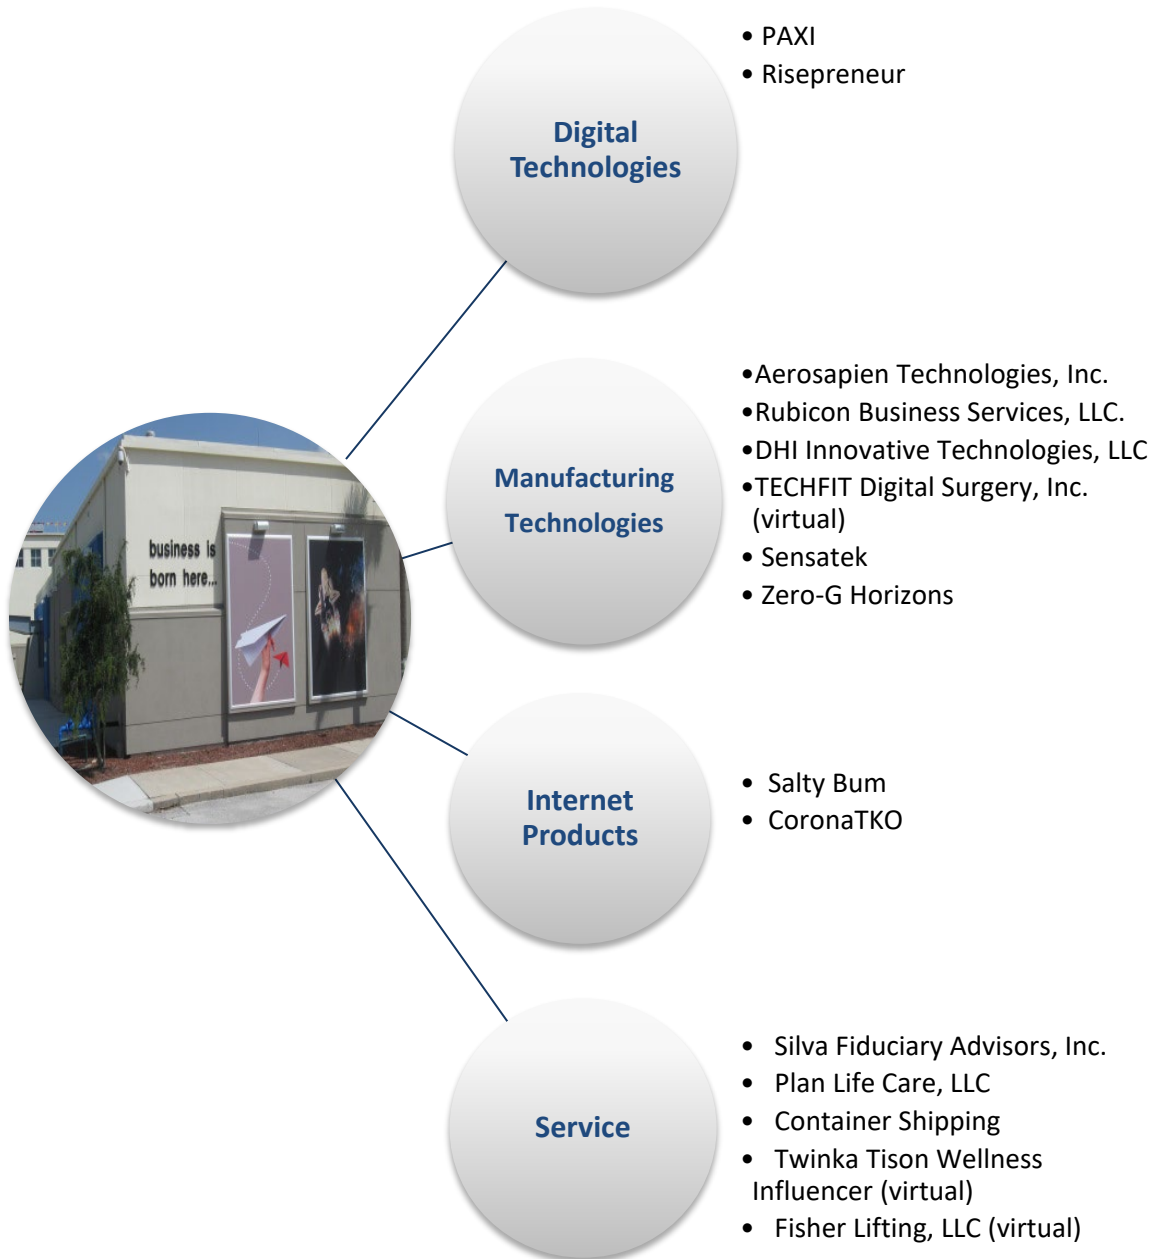 • PAXI
• Risepreneur
Digital
Technologies
•Aerosapien Technologies, Inc.
•Rubicon Business Services, LLC.
•DHI Innovative Technologies, LLC
•TECHFIT Digital Surgery, Inc.
(virtual)
• Sensatek
• Zero-G Horizons
Manufacturing
Technologies
business is
born here...
• Salty Bum
• CoronaTKO
Internet
Products
• Silva Fiduciary Advisors, Inc.
• Plan Life Care, LLC
• Container Shipping
• Twinka Tison Wellness
Influencer (virtual)
• Fisher Lifting, LLC (virtual)
Service